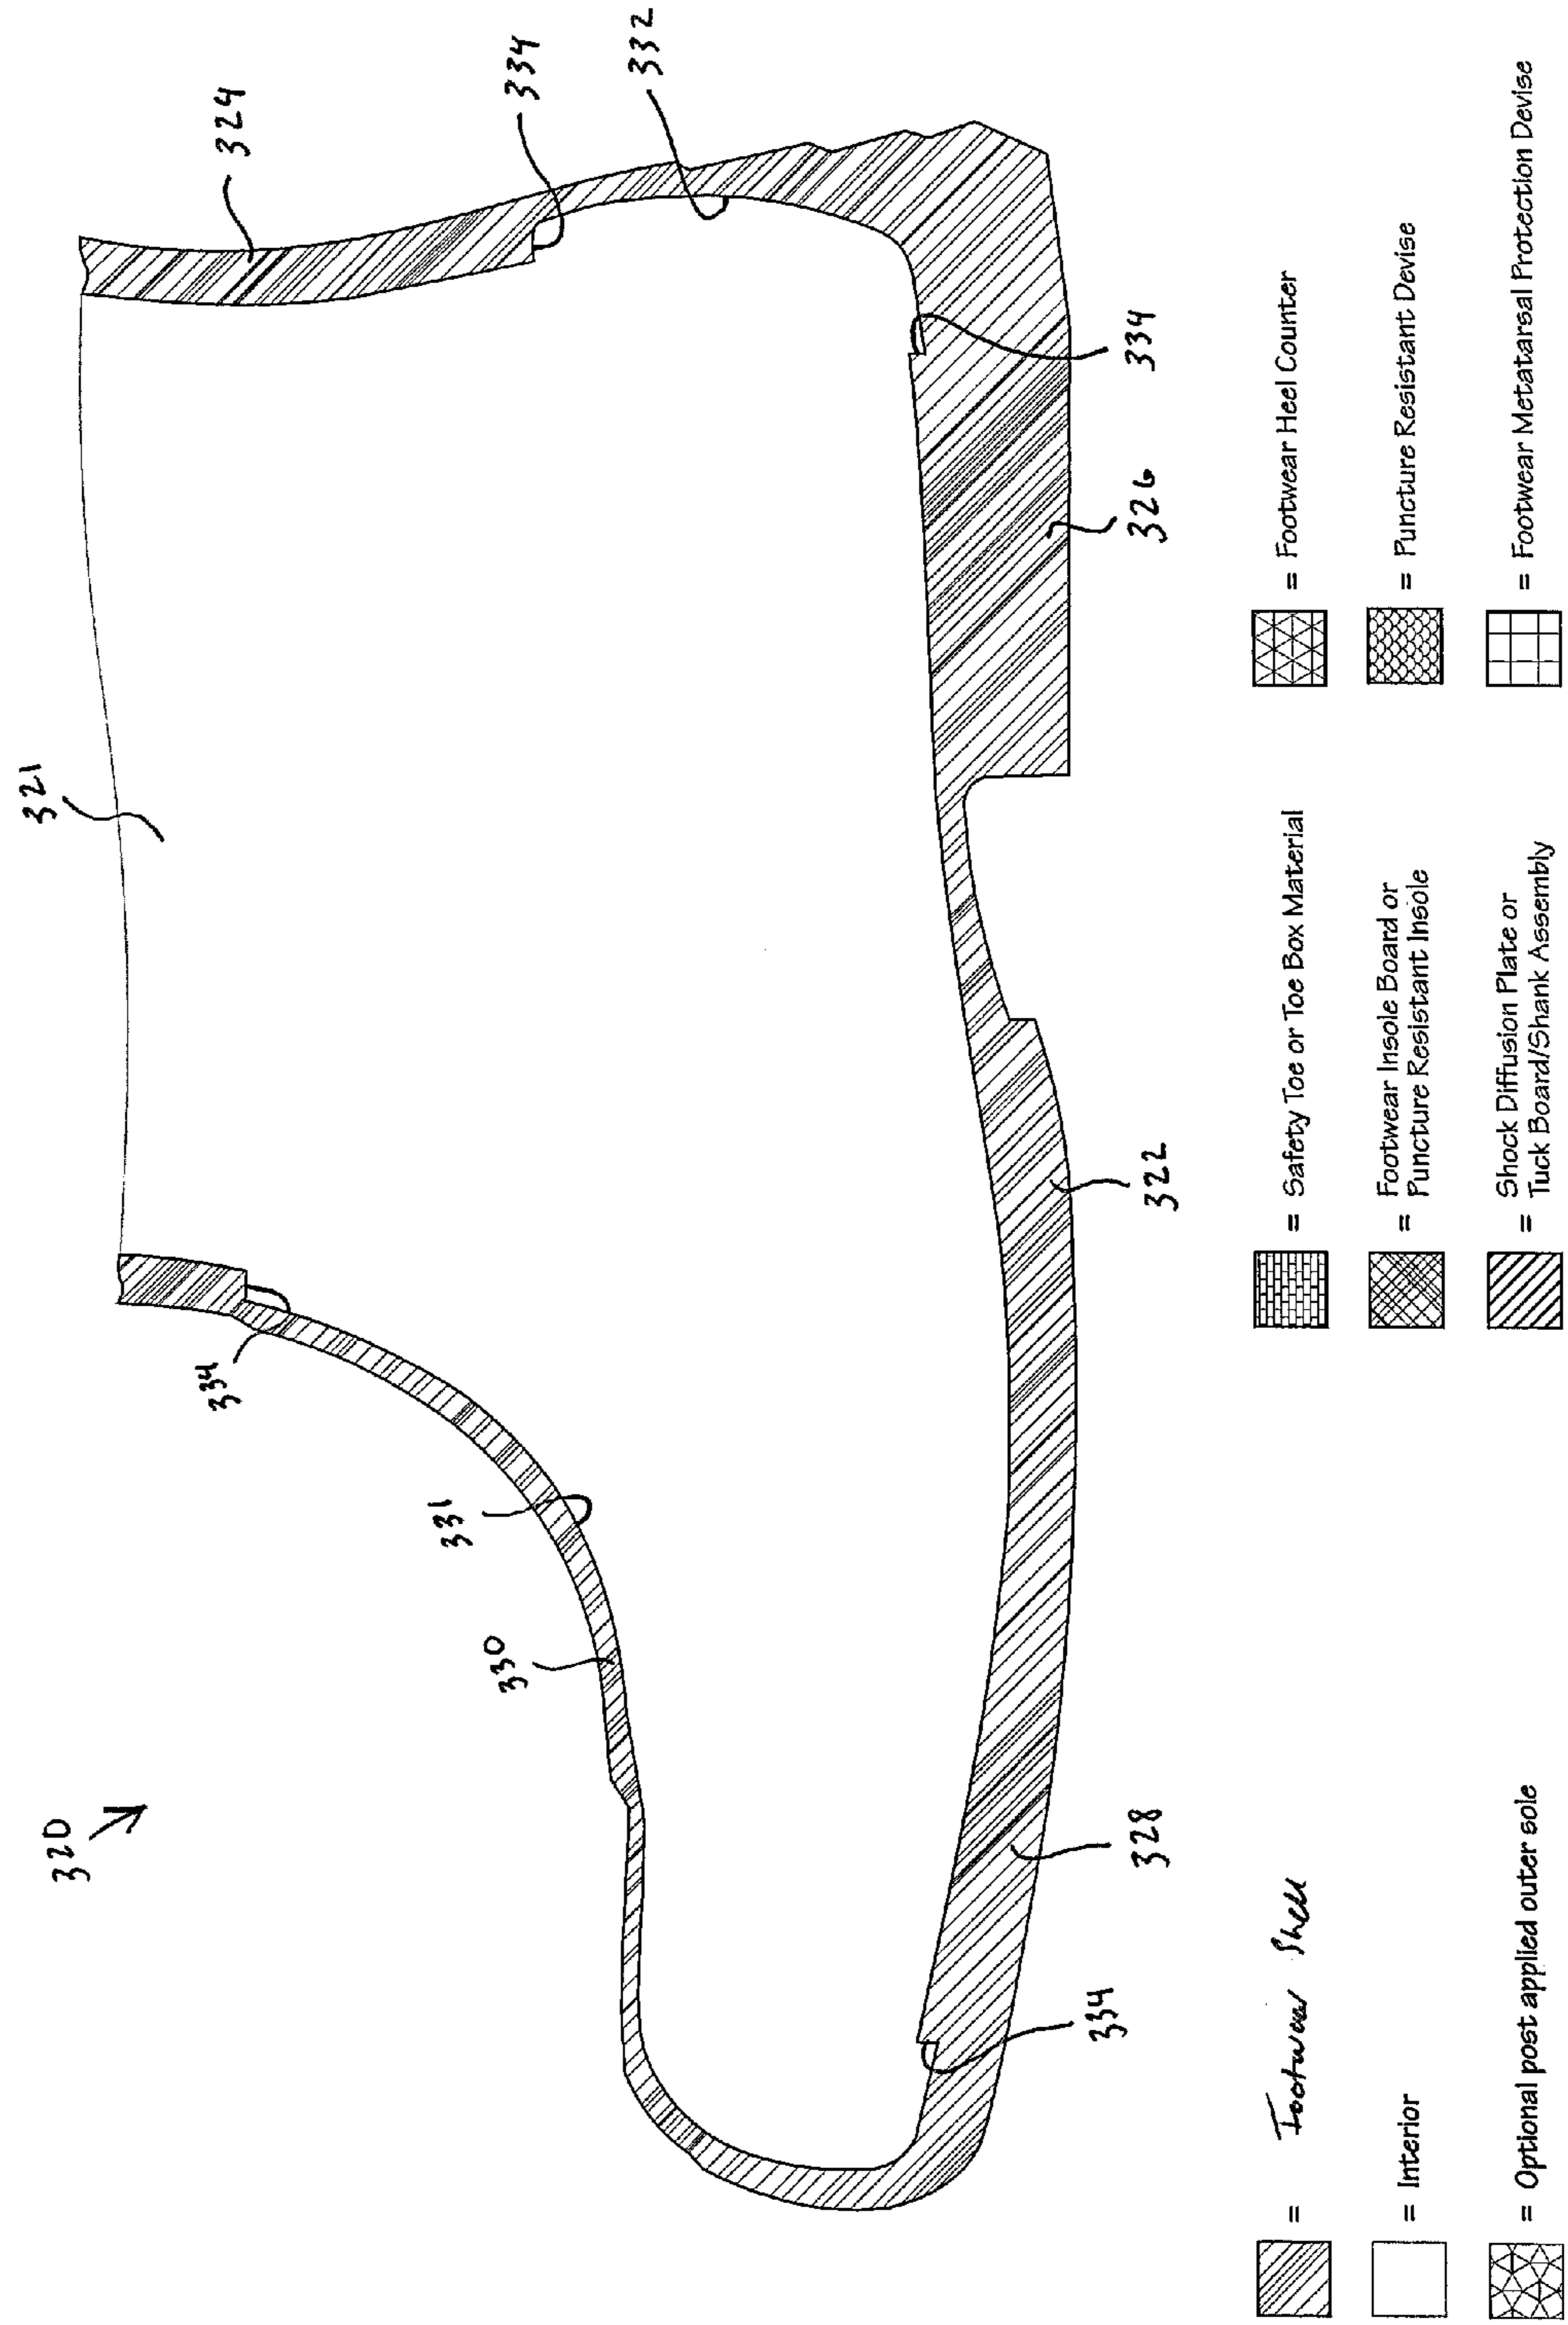 320
321
324
334
332
334
331
330
334
326
322
328
334
= Footwear Shell
= Interior
= Optional post applied outer sole
= Safety Toe or Toe Box Material
= Footwear Insole Board or
Puncture Resistant Insole
= Shock Diffusion Plate or
Tuck Board/Shank Assembly
= Footwear Heel Counter
= Puncture Resistant Devise
= Footwear Metatarsal Protection Devise